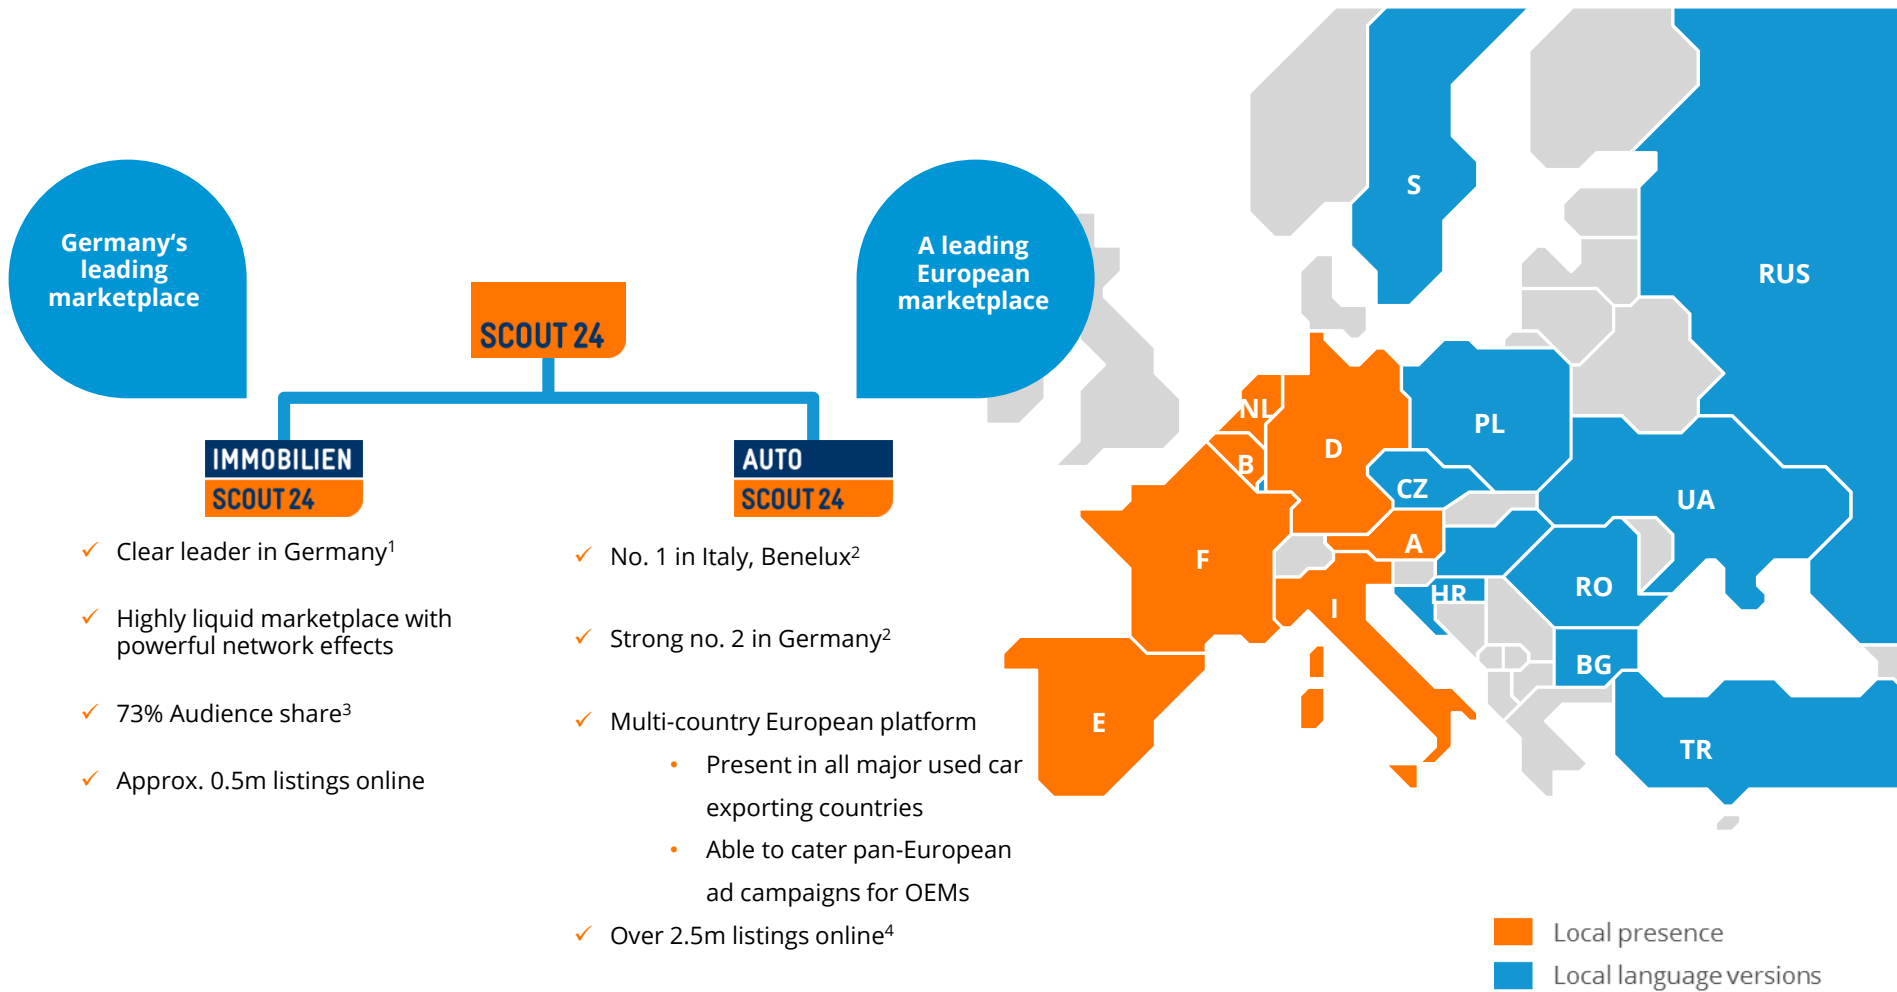 Germany‘s
leading
marketplace
SCOUT 24
A leading
European
marketplace
IMMOBILIEN
SCOUT24
✓ Clear leader in Germany¹
✓ Highly liquid marketplace with
powerful network effects
✓ 73% Audience share³
✓ Approx. 0.5m listings online
AUTO
SCOUT24
✓ No. 1 in Italy, Benelux²
✓ Strong no. 2 in Germany²
✓ Multi-country European platform
• Present in all major used car
exporting countries
• Able to cater pan-European
ad campaigns for OEMs
✓ Over 2.5m listings online⁴
S
RUS
NL
D
PL
B
CZ
UA
F
A
I
HR
RO
BG
E
TR
Local presence
Local language versions